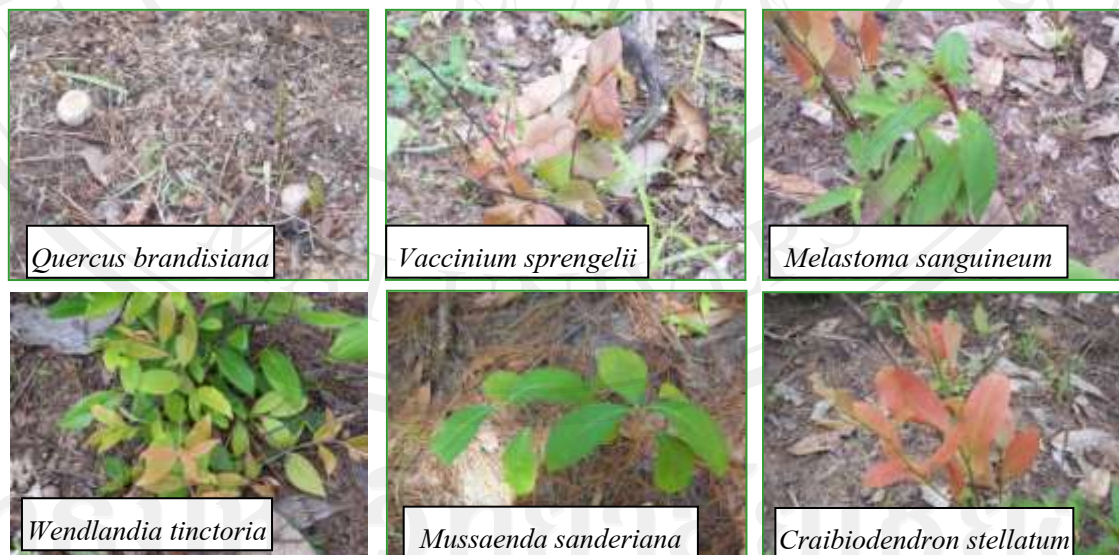 Quercus brandisiana
Vaccinium sprengelii
Melastoma sanguineum
Wendlandia tinctoria
Mussaenda sanderiana
Craibiodendron stellatum